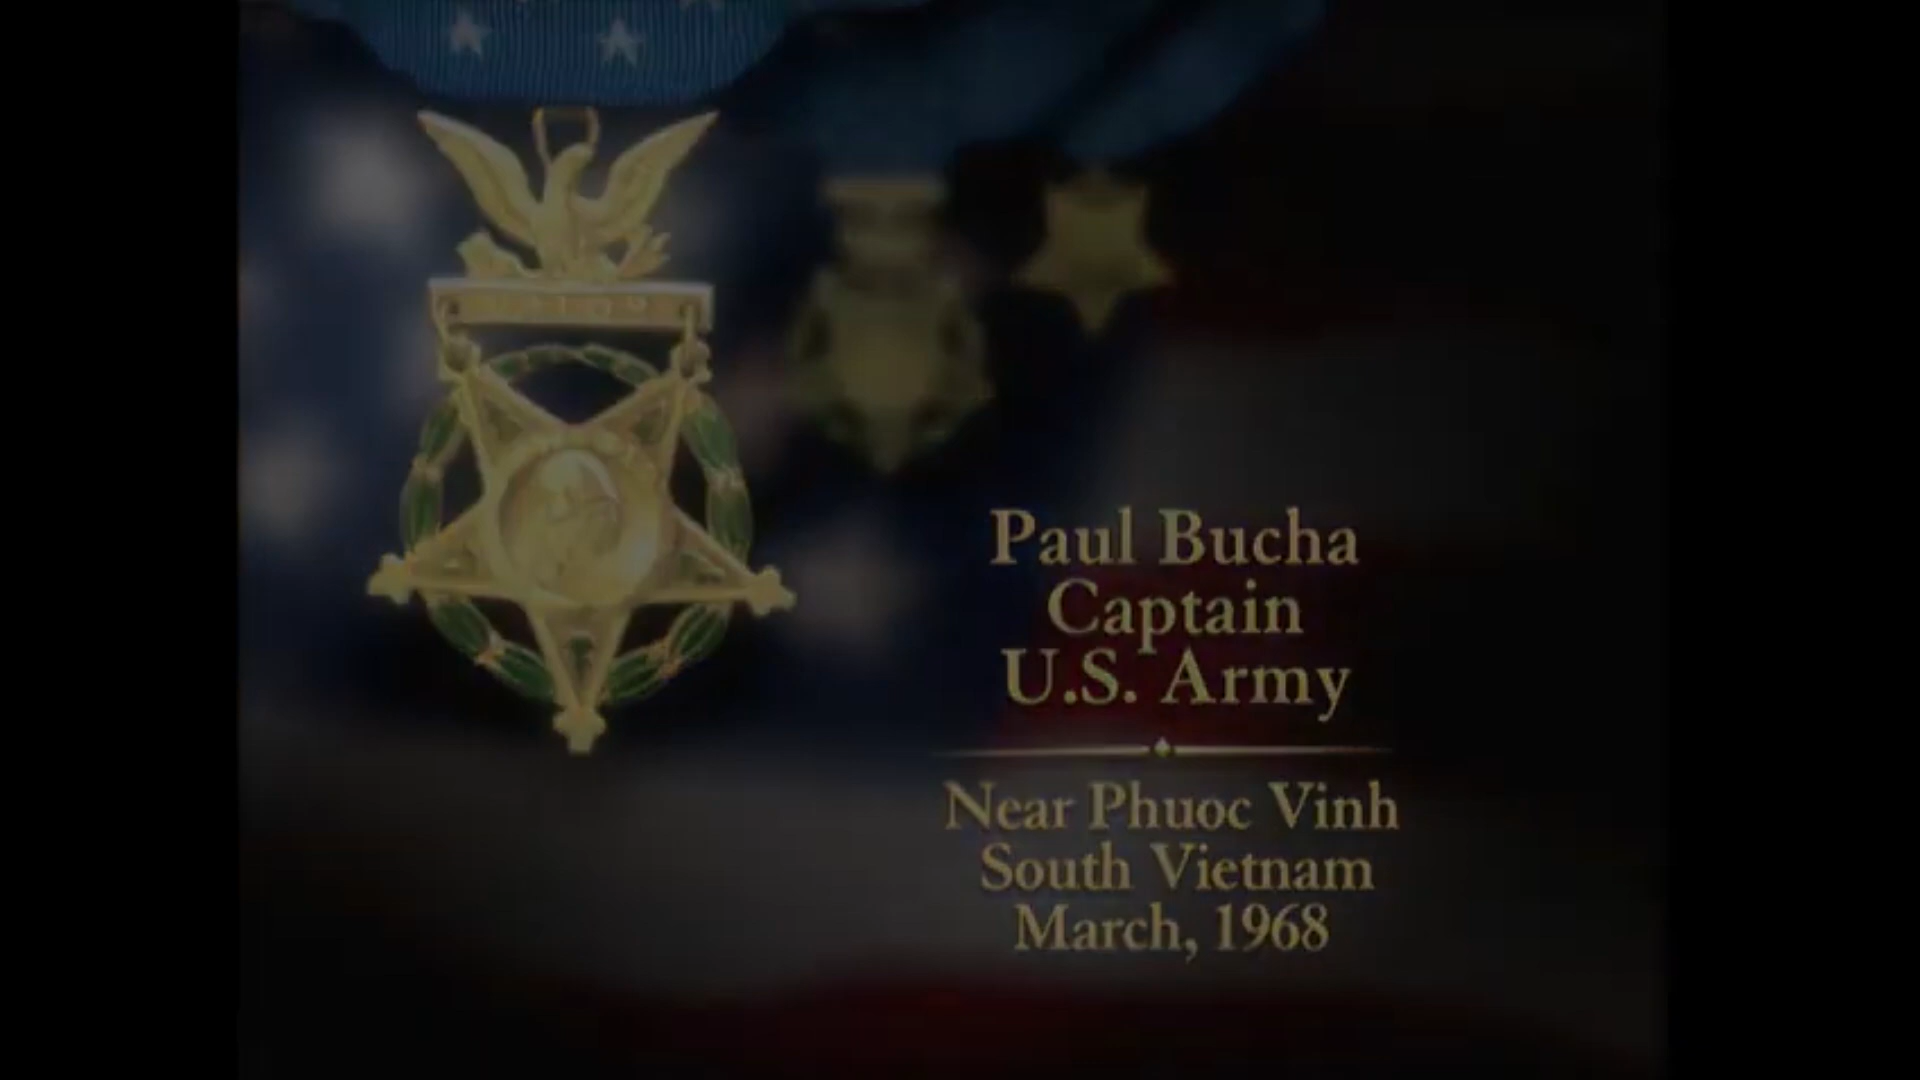 Paul Bucha
Captain
U.S. Army
Near Phuoc Vinh
South Vietnam
March, 1968